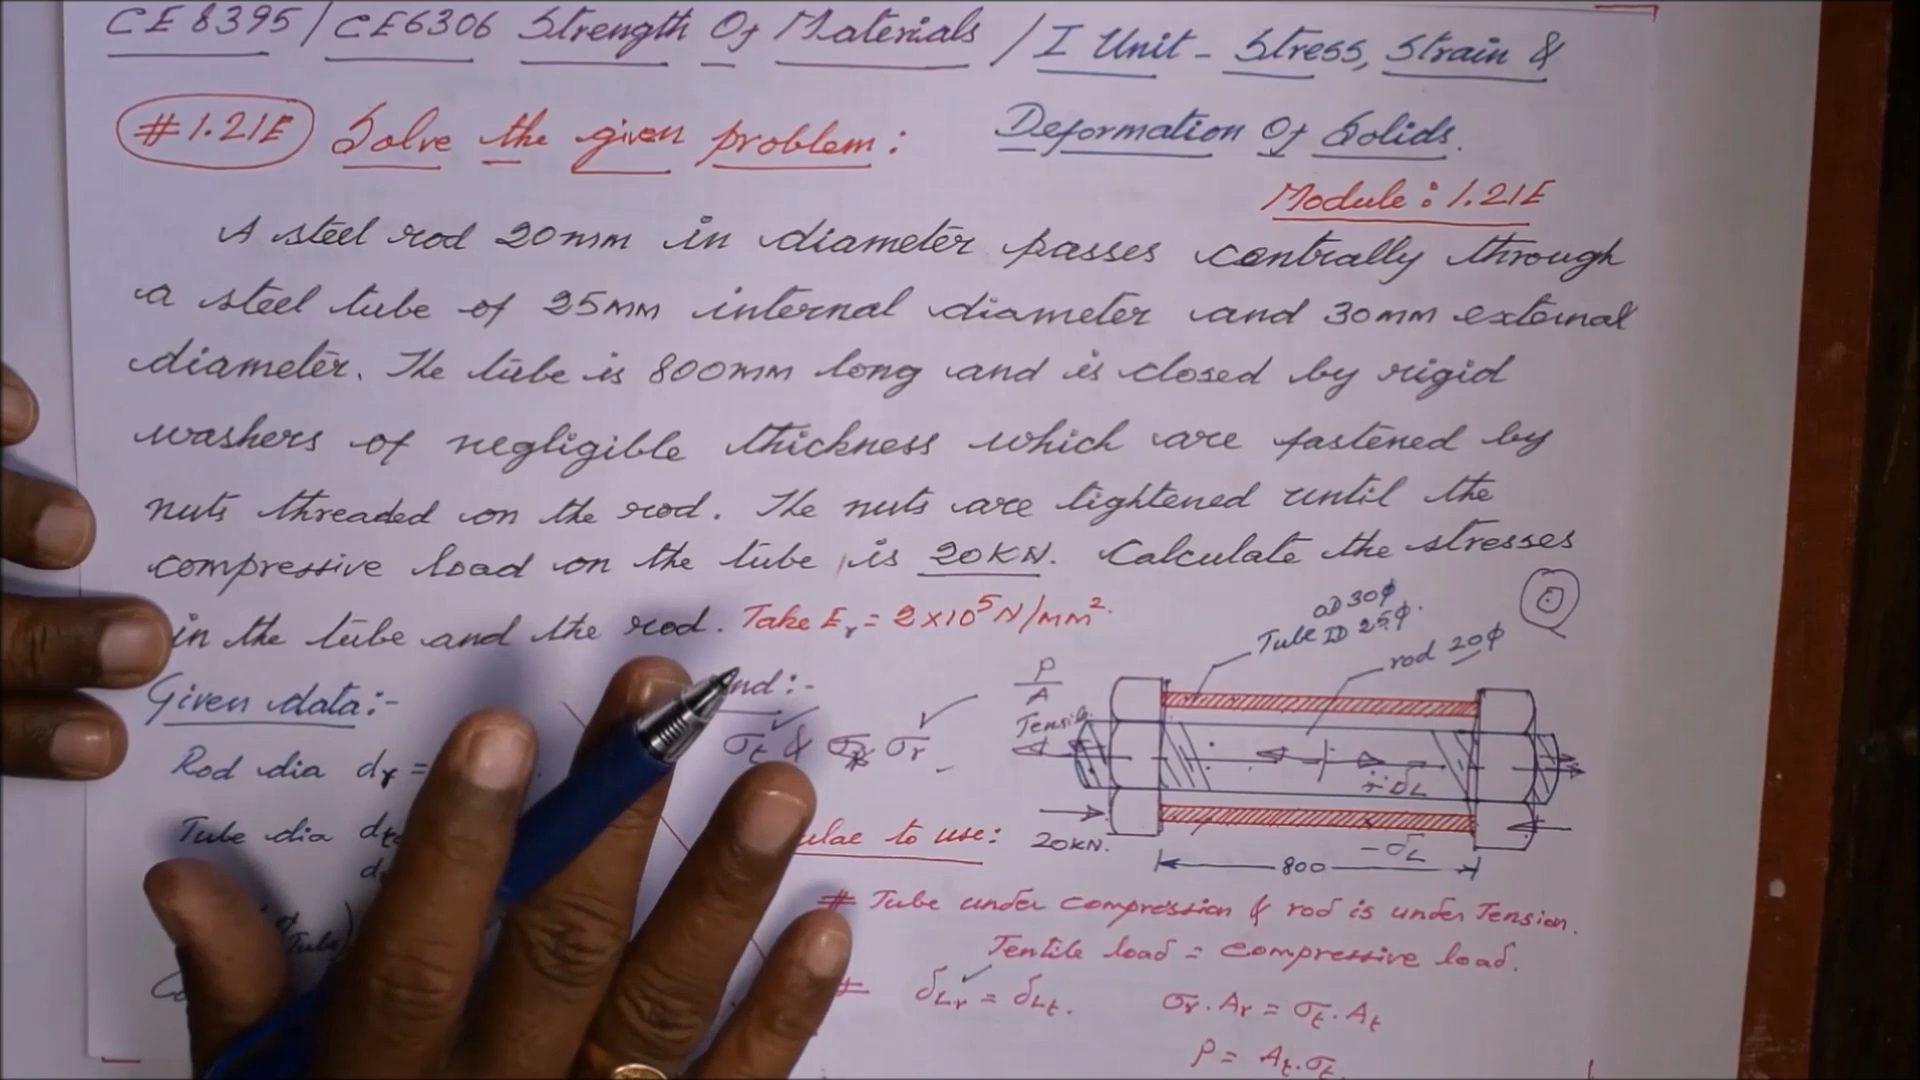 CE 8395 / CE6306 Strength Of Materials / I Unit - Stress, Strain &
Deformation Of Solids.
#1.21E Solve the given problem:
Module: 1.21E
A steel rod 20mm in diameter passes centrally through
a steel tube of 25mm internal diameter and 30mm external
diameter. The tube is 800mm long and is closed by rigid
washers of negligible thickness which are fastened by
nuts threaded on the rod. The nuts are tightened until the
compressive load on the tube is 20KN. Calculate the stresses
in the tube and the rod. Take Er = 2×10⁵ N/mm².
OD 30φ
Tube ID 25φ.
rod 20φ
Given data:-
nd:-
P/A
Tensile
σt & σr
Rod dia dr =
+δL
Tube dia
ulae to use:
20KN.
-δL
800
# Tube under compression & rod is under Tension.
Tentile load = Compressive load.
δLr = δLt.
σr.Ar = σt.At
P = At.σt